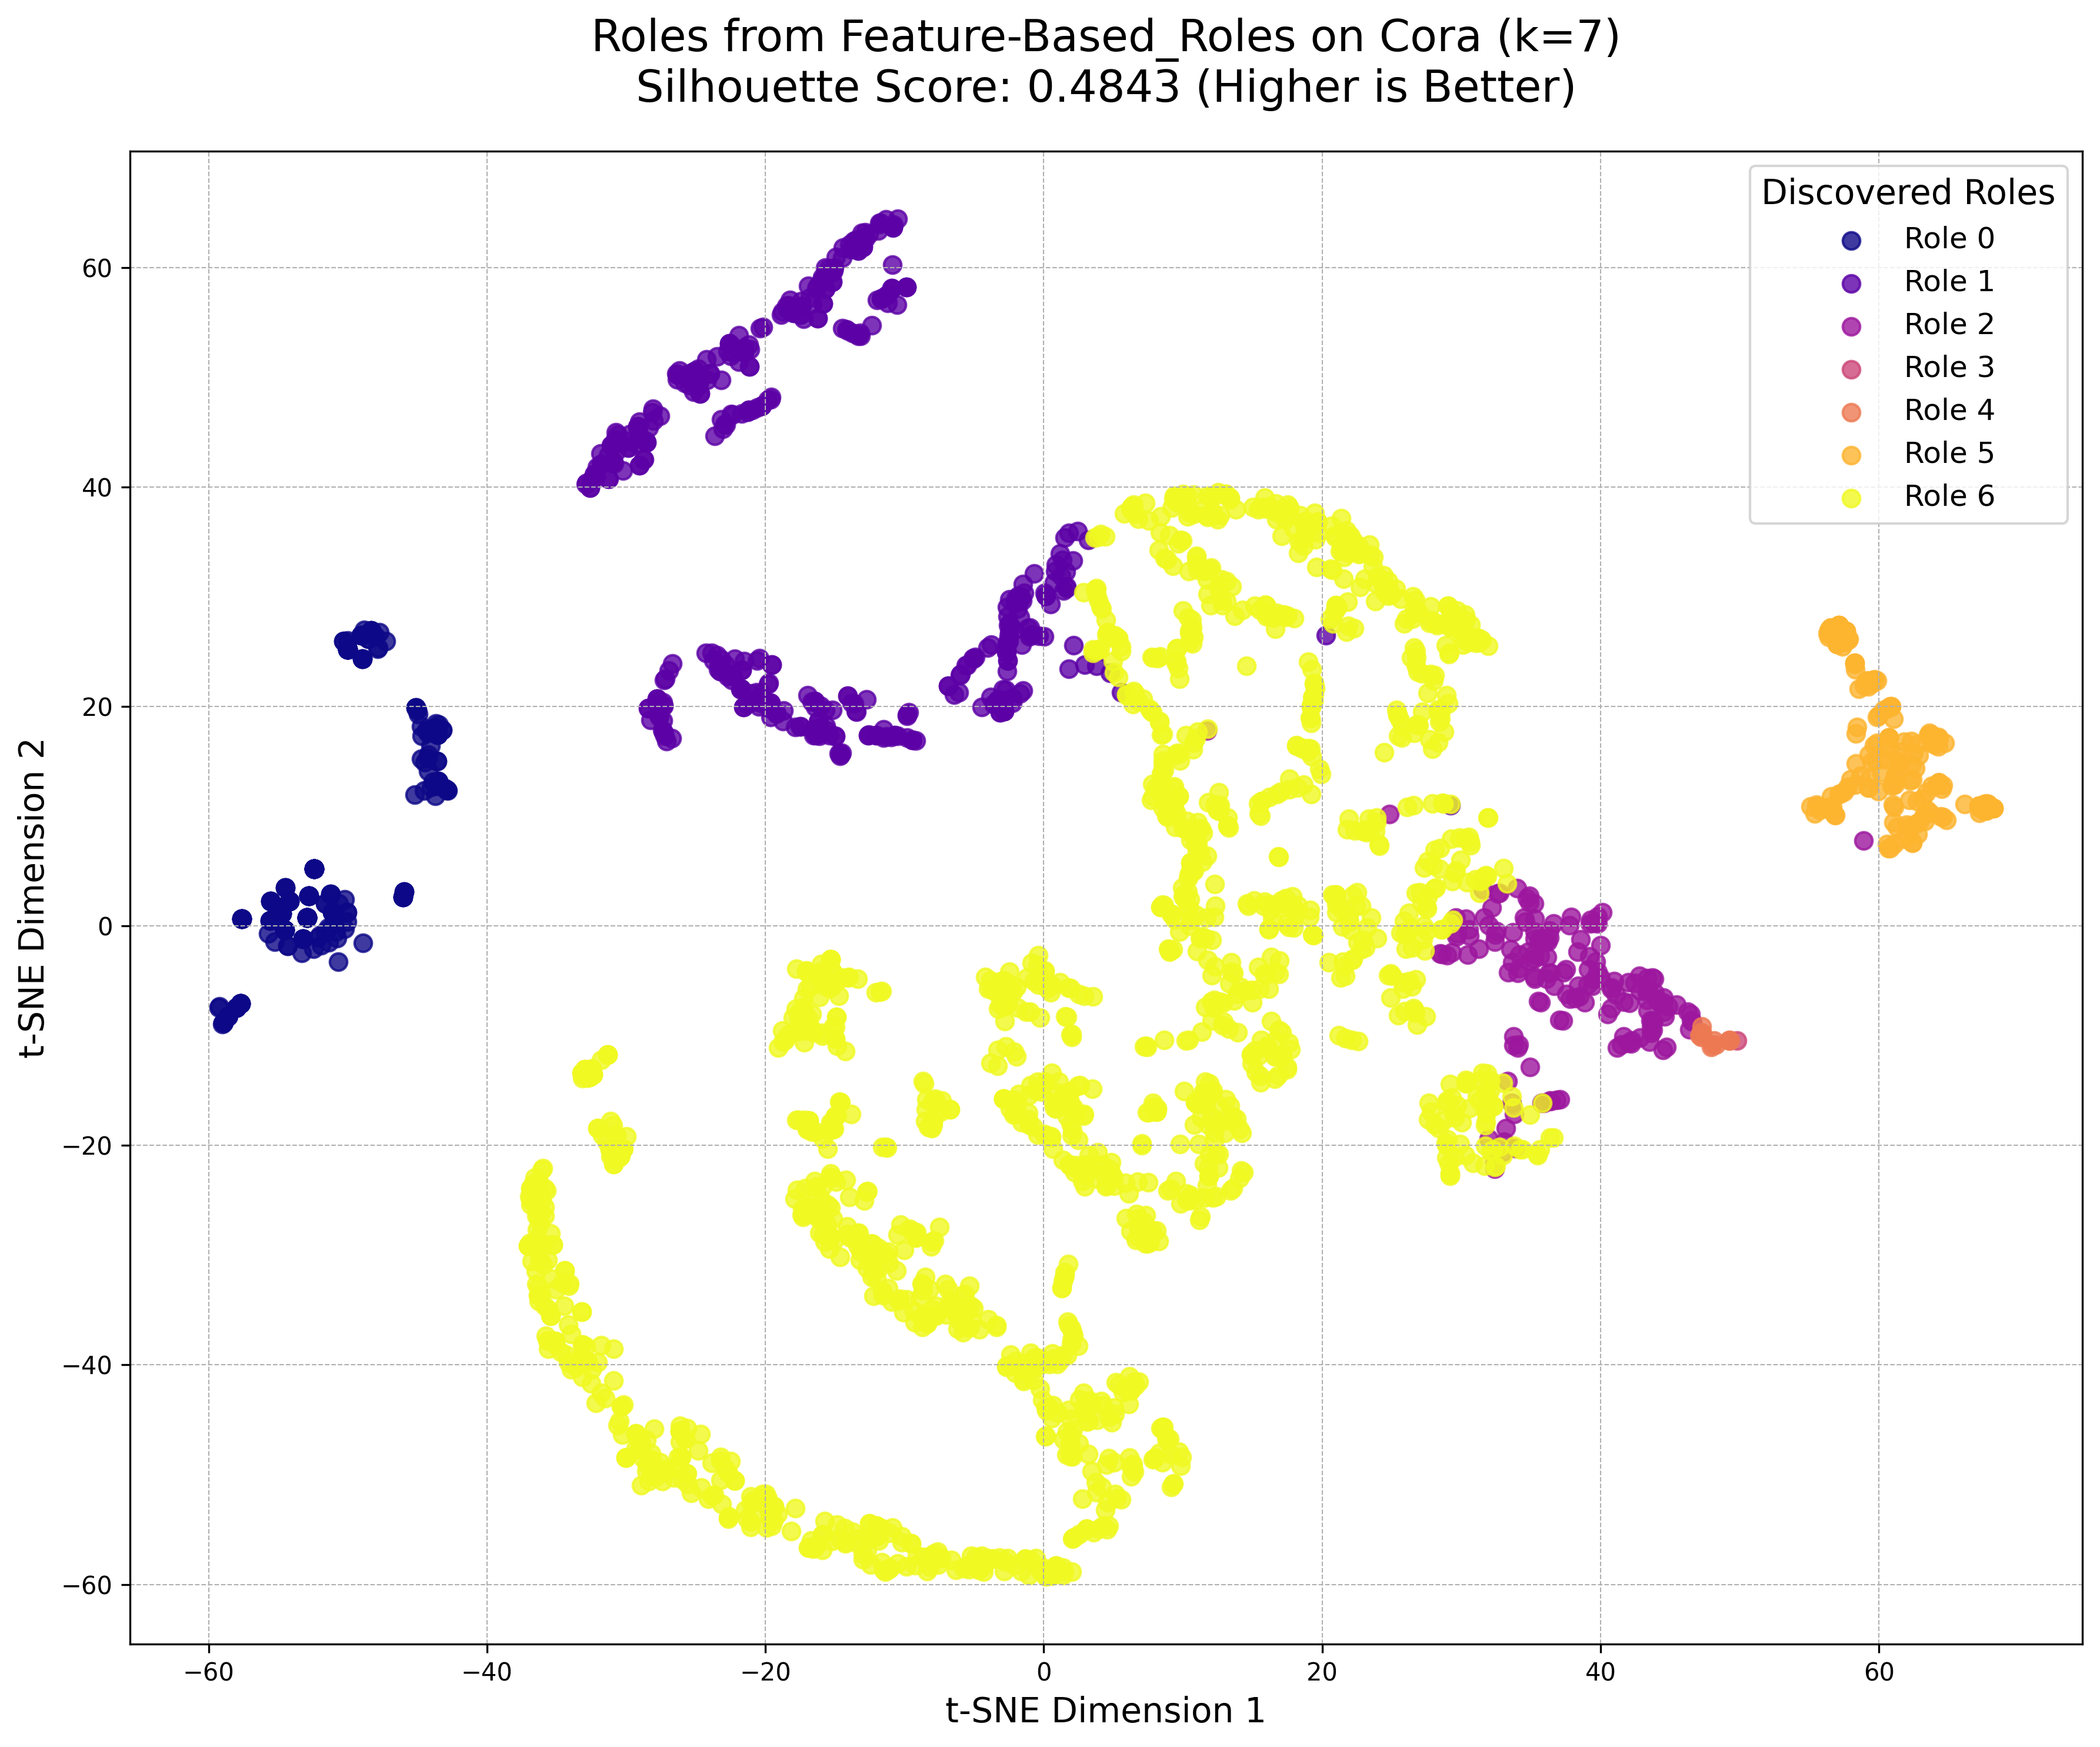 Roles from Feature-Based_Roles on Cora (k=7)
Silhouette Score: 0.4843 (Higher is Better)
Discovered Roles
Role 0
Role 1
Role 2
Role 3
Role 4
Role 5
Role 6
60
40
20
0
−20
−40
−60
t-SNE Dimension 2
−60
−40
−20
0
20
40
60
t-SNE Dimension 1